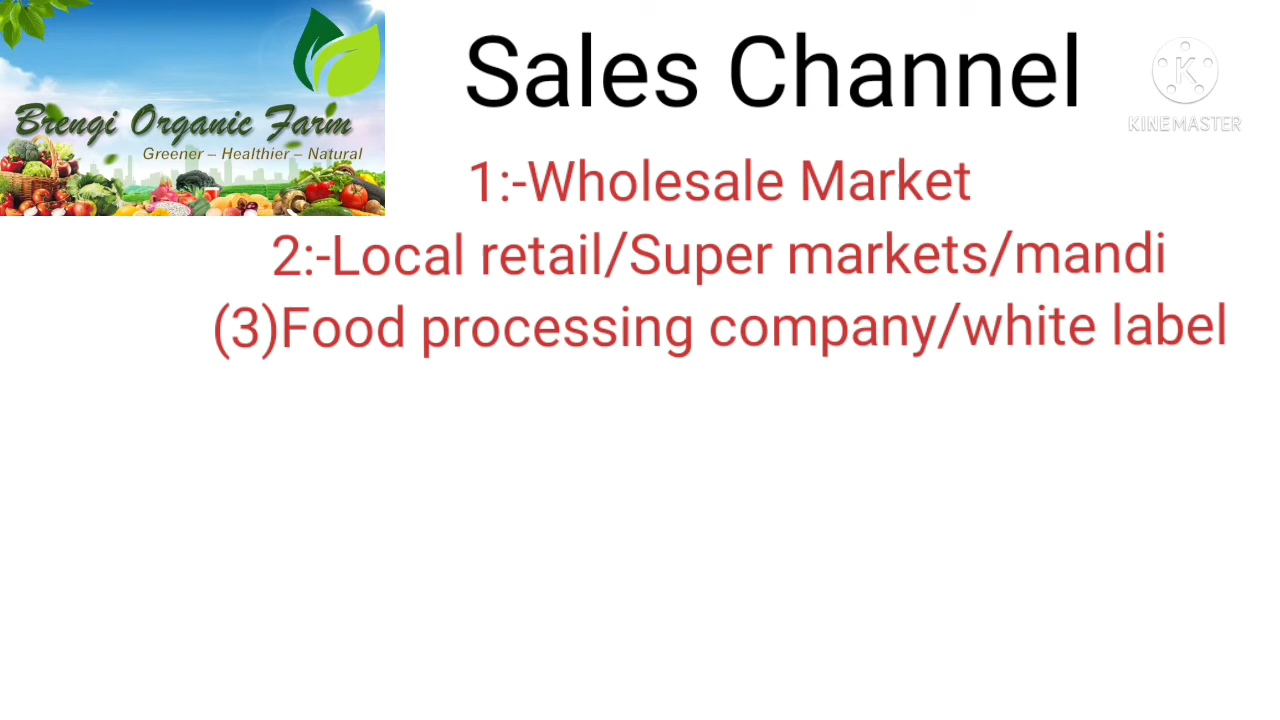 Brengi Organic Farm
Greener – Healthier – Natural
Sales Channel
KINEMASTER
1:-Wholesale Market
2:-Local retail/Super markets/mandi
(3)Food processing company/white label